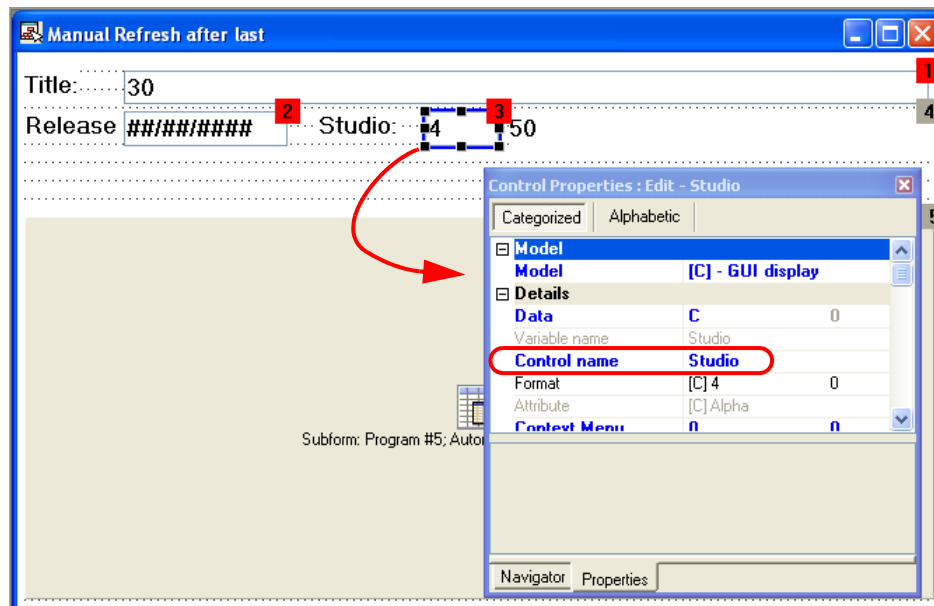 Manual Refresh after last
Title: 30 1
Release ##/##/#### 2 Studio: 4 3 50 4
Control Properties : Edit - Studio
Categorized Alphabetic
5
Model
Model [C] - GUI display
Details
Data C 0
Variable name Studio
Control name Studio
Format [C] 4 0
Attribute [C] Alpha
Context Menu 0 0
Subform: Program #5; Autor
Navigator Properties